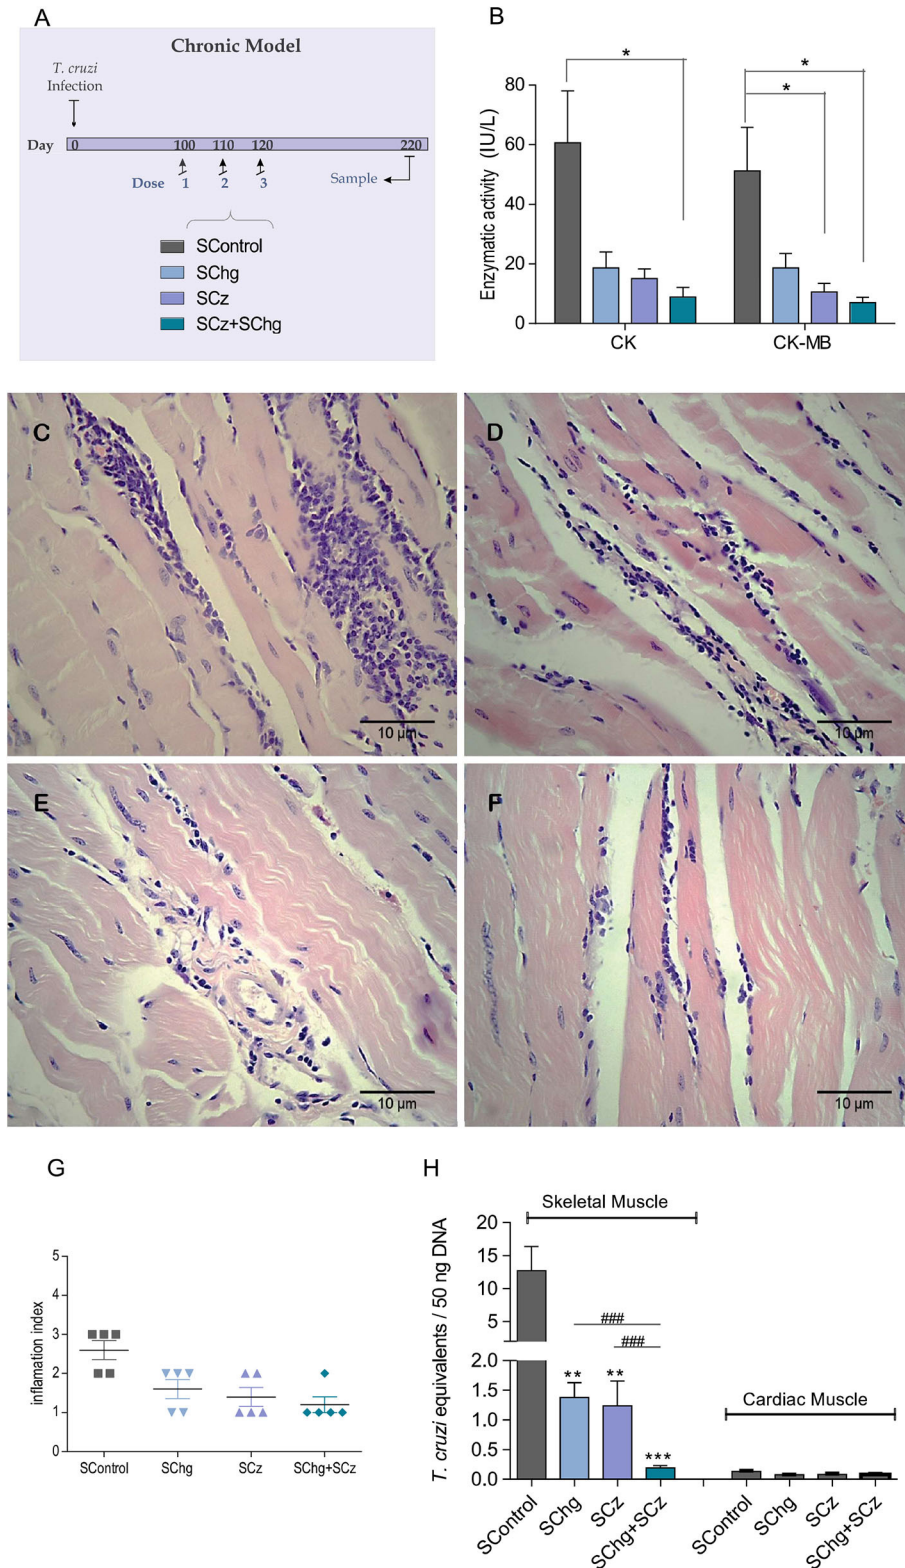 A
Chronic Model
T. cruzi
Infection
Day 0 100 110 120 220
Dose 1 2 3 Sample
SControl
SChg
SCz
SCz+SChg
B
Enzymatic activity (IU/L)
80
60
40
20
0
*
*
*
CK CK-MB
C
10 µm
D
10 µm
E
10 µm
F
10 µm
G
inflamation index
5
4
3
2
1
0
SControl SChg SCz SChg+SCz
H
Skeletal Muscle
T. cruzi equivalents / 50 ng DNA
20
15
10
5
2.0
1.5
1.0
0.5
0.0
###
###
** **
***
Cardiac Muscle
SControl SChg SCz SChg+SCz SControl SChg SCz SChg+SCz